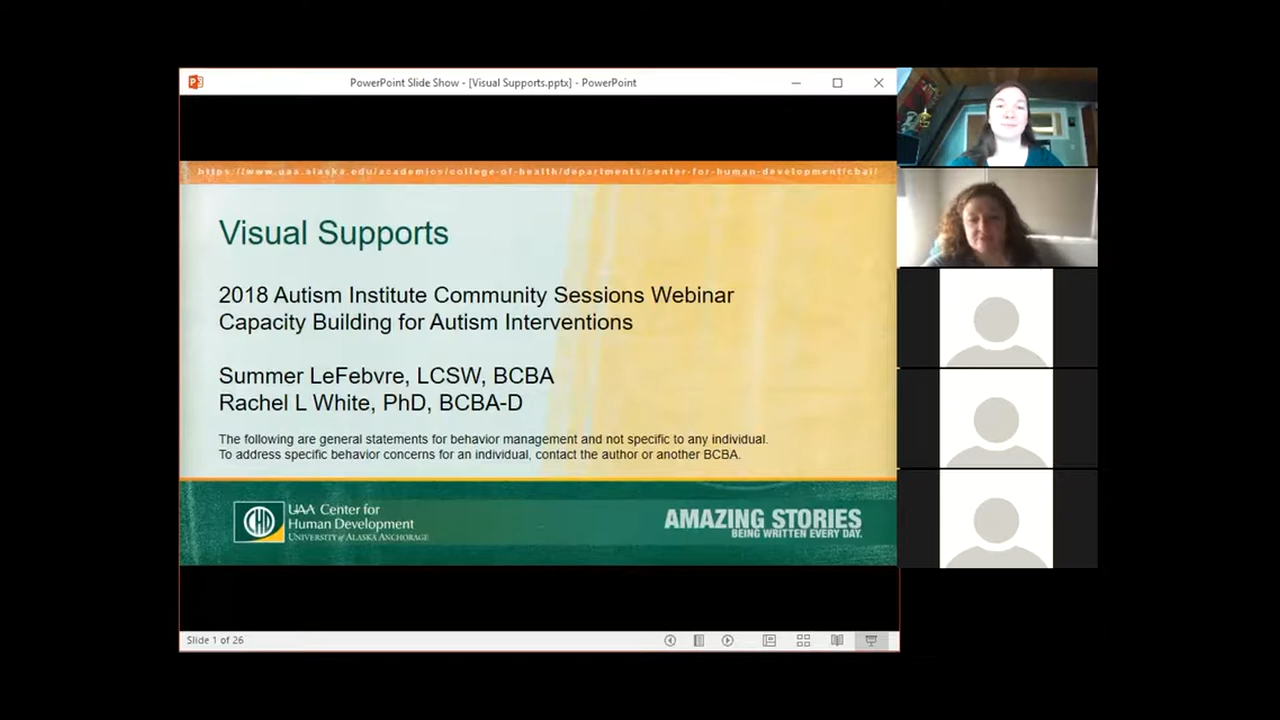 PowerPoint Slide Show - [Visual Supports.pptx] - PowerPoint
https://www.uaa.alaska.edu/academics/college-of-health/departments/center-for-human-development/cbai/
Visual Supports
2018 Autism Institute Community Sessions Webinar
Capacity Building for Autism Interventions
Summer LeFebvre, LCSW, BCBA
Rachel L White, PhD, BCBA-D
The following are general statements for behavior management and not specific to any individual.
To address specific behavior concerns for an individual, contact the author or another BCBA.
CHD
UAA Center for
Human Development
UNIVERSITY of ALASKA ANCHORAGE
AMAZING STORIES
BEING WRITTEN EVERY DAY.
Slide 1 of 26